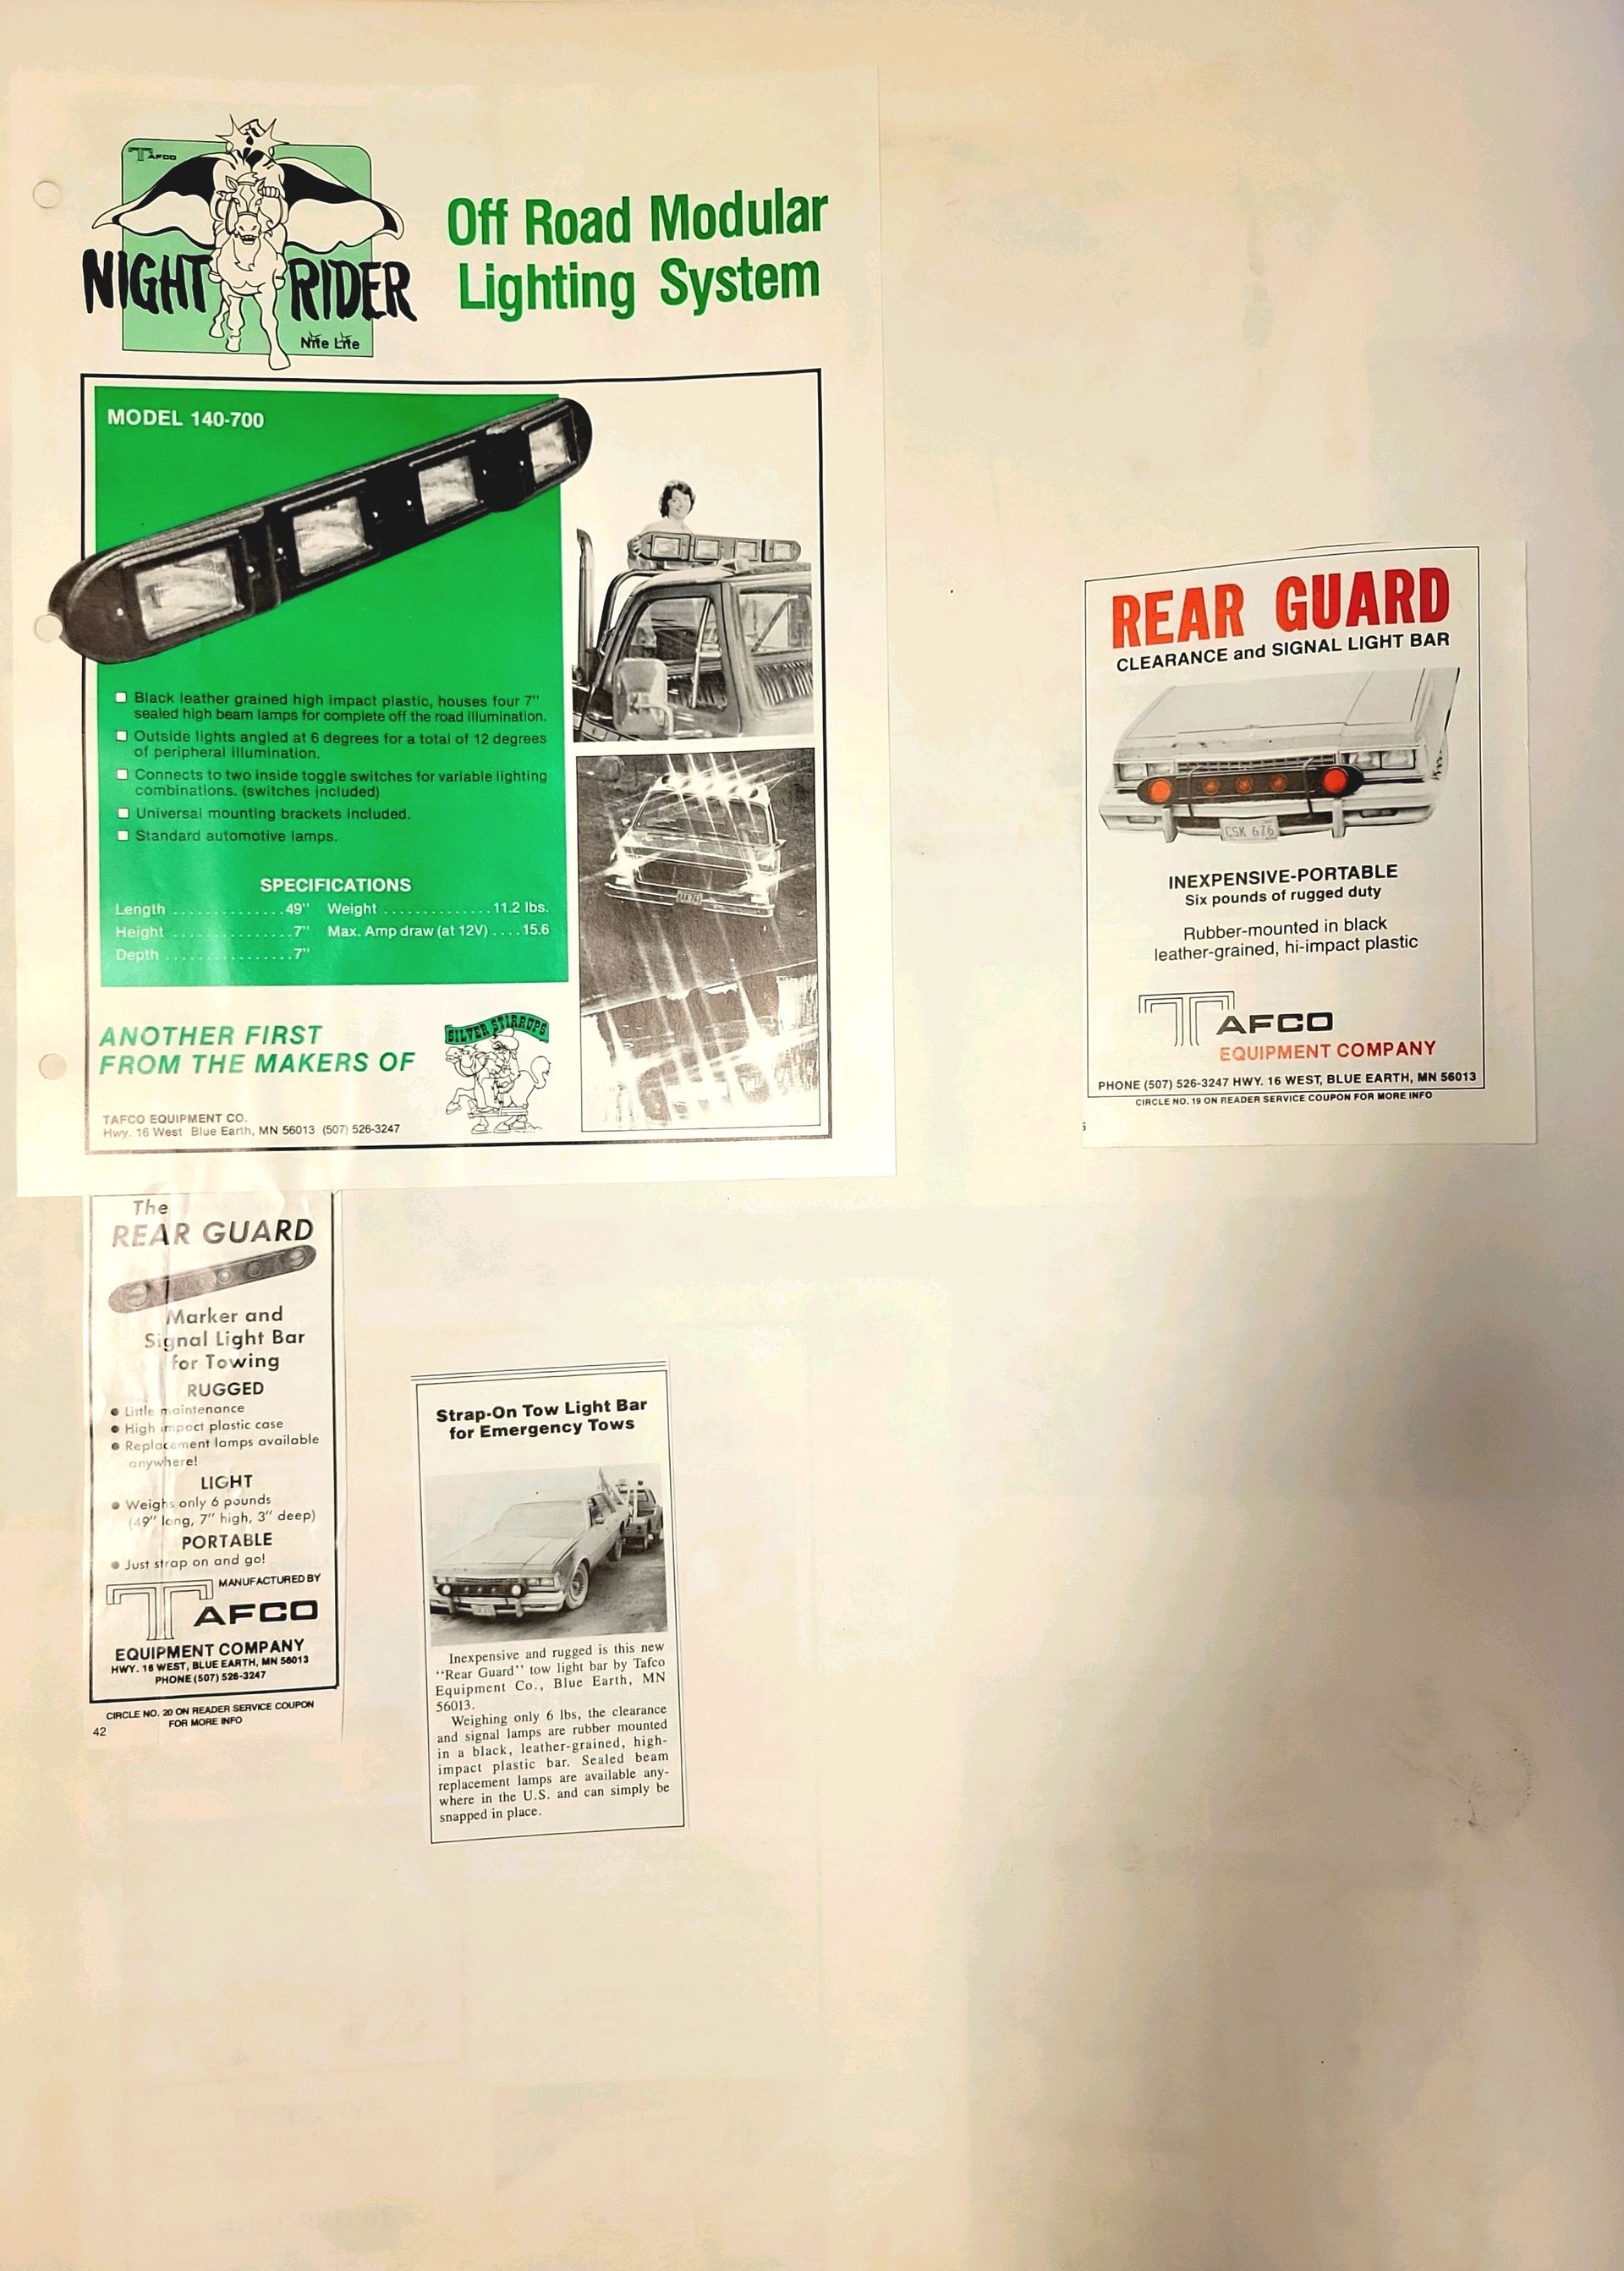 TAFCO
NIGHT RIDER
Nite Lite
Off Road Modular
Lighting System
MODEL 140-700
Black leather grained high impact plastic, houses four 7"
sealed high beam lamps for complete off the road illumination.
Outside lights angled at 6 degrees for a total of 12 degrees
of peripheral illumination.
Connects to two inside toggle switches for variable lighting
combinations. (switches included)
Universal mounting brackets included.
Standard automotive lamps.
SPECIFICATIONS
Length ..............49" Weight ..............11.2 lbs.
Height ...............7" Max. Amp draw (at 12V) ....15.6
Depth ................7"
ANOTHER FIRST
FROM THE MAKERS OF
SILVER STIRROPS
TAFCO EQUIPMENT CO.
Hwy. 16 West Blue Earth, MN 56013 (507) 526-3247
REAR GUARD
CLEARANCE and SIGNAL LIGHT BAR
CSK 676
INEXPENSIVE-PORTABLE
Six pounds of rugged duty
Rubber-mounted in black
leather-grained, hi-impact plastic
TAFCO
EQUIPMENT COMPANY
PHONE (507) 526-3247 HWY. 16 WEST, BLUE EARTH, MN 56013
CIRCLE NO. 19 ON READER SERVICE COUPON FOR MORE INFO
The
REAR GUARD
Marker and
Signal Light Bar
for Towing
RUGGED
• Little maintenance
• High impact plastic case
• Replacement lamps available
anywhere!
LIGHT
• Weighs only 6 pounds
(49" long, 7" high, 3" deep)
PORTABLE
• Just strap on and go!
MANUFACTURED BY
TAFCO
EQUIPMENT COMPANY
HWY. 16 WEST, BLUE EARTH, MN 56013
PHONE (507) 526-3247
CIRCLE NO. 20 ON READER SERVICE COUPON
FOR MORE INFO
42
Strap-On Tow Light Bar
for Emergency Tows
Inexpensive and rugged is this new
"Rear Guard" tow light bar by Tafco
Equipment Co., Blue Earth, MN
56013.
Weighing only 6 lbs, the clearance
and signal lamps are rubber mounted
in a black, leather-grained, high-
impact plastic bar. Sealed beam
replacement lamps are available any-
where in the U.S. and can simply be
snapped in place.